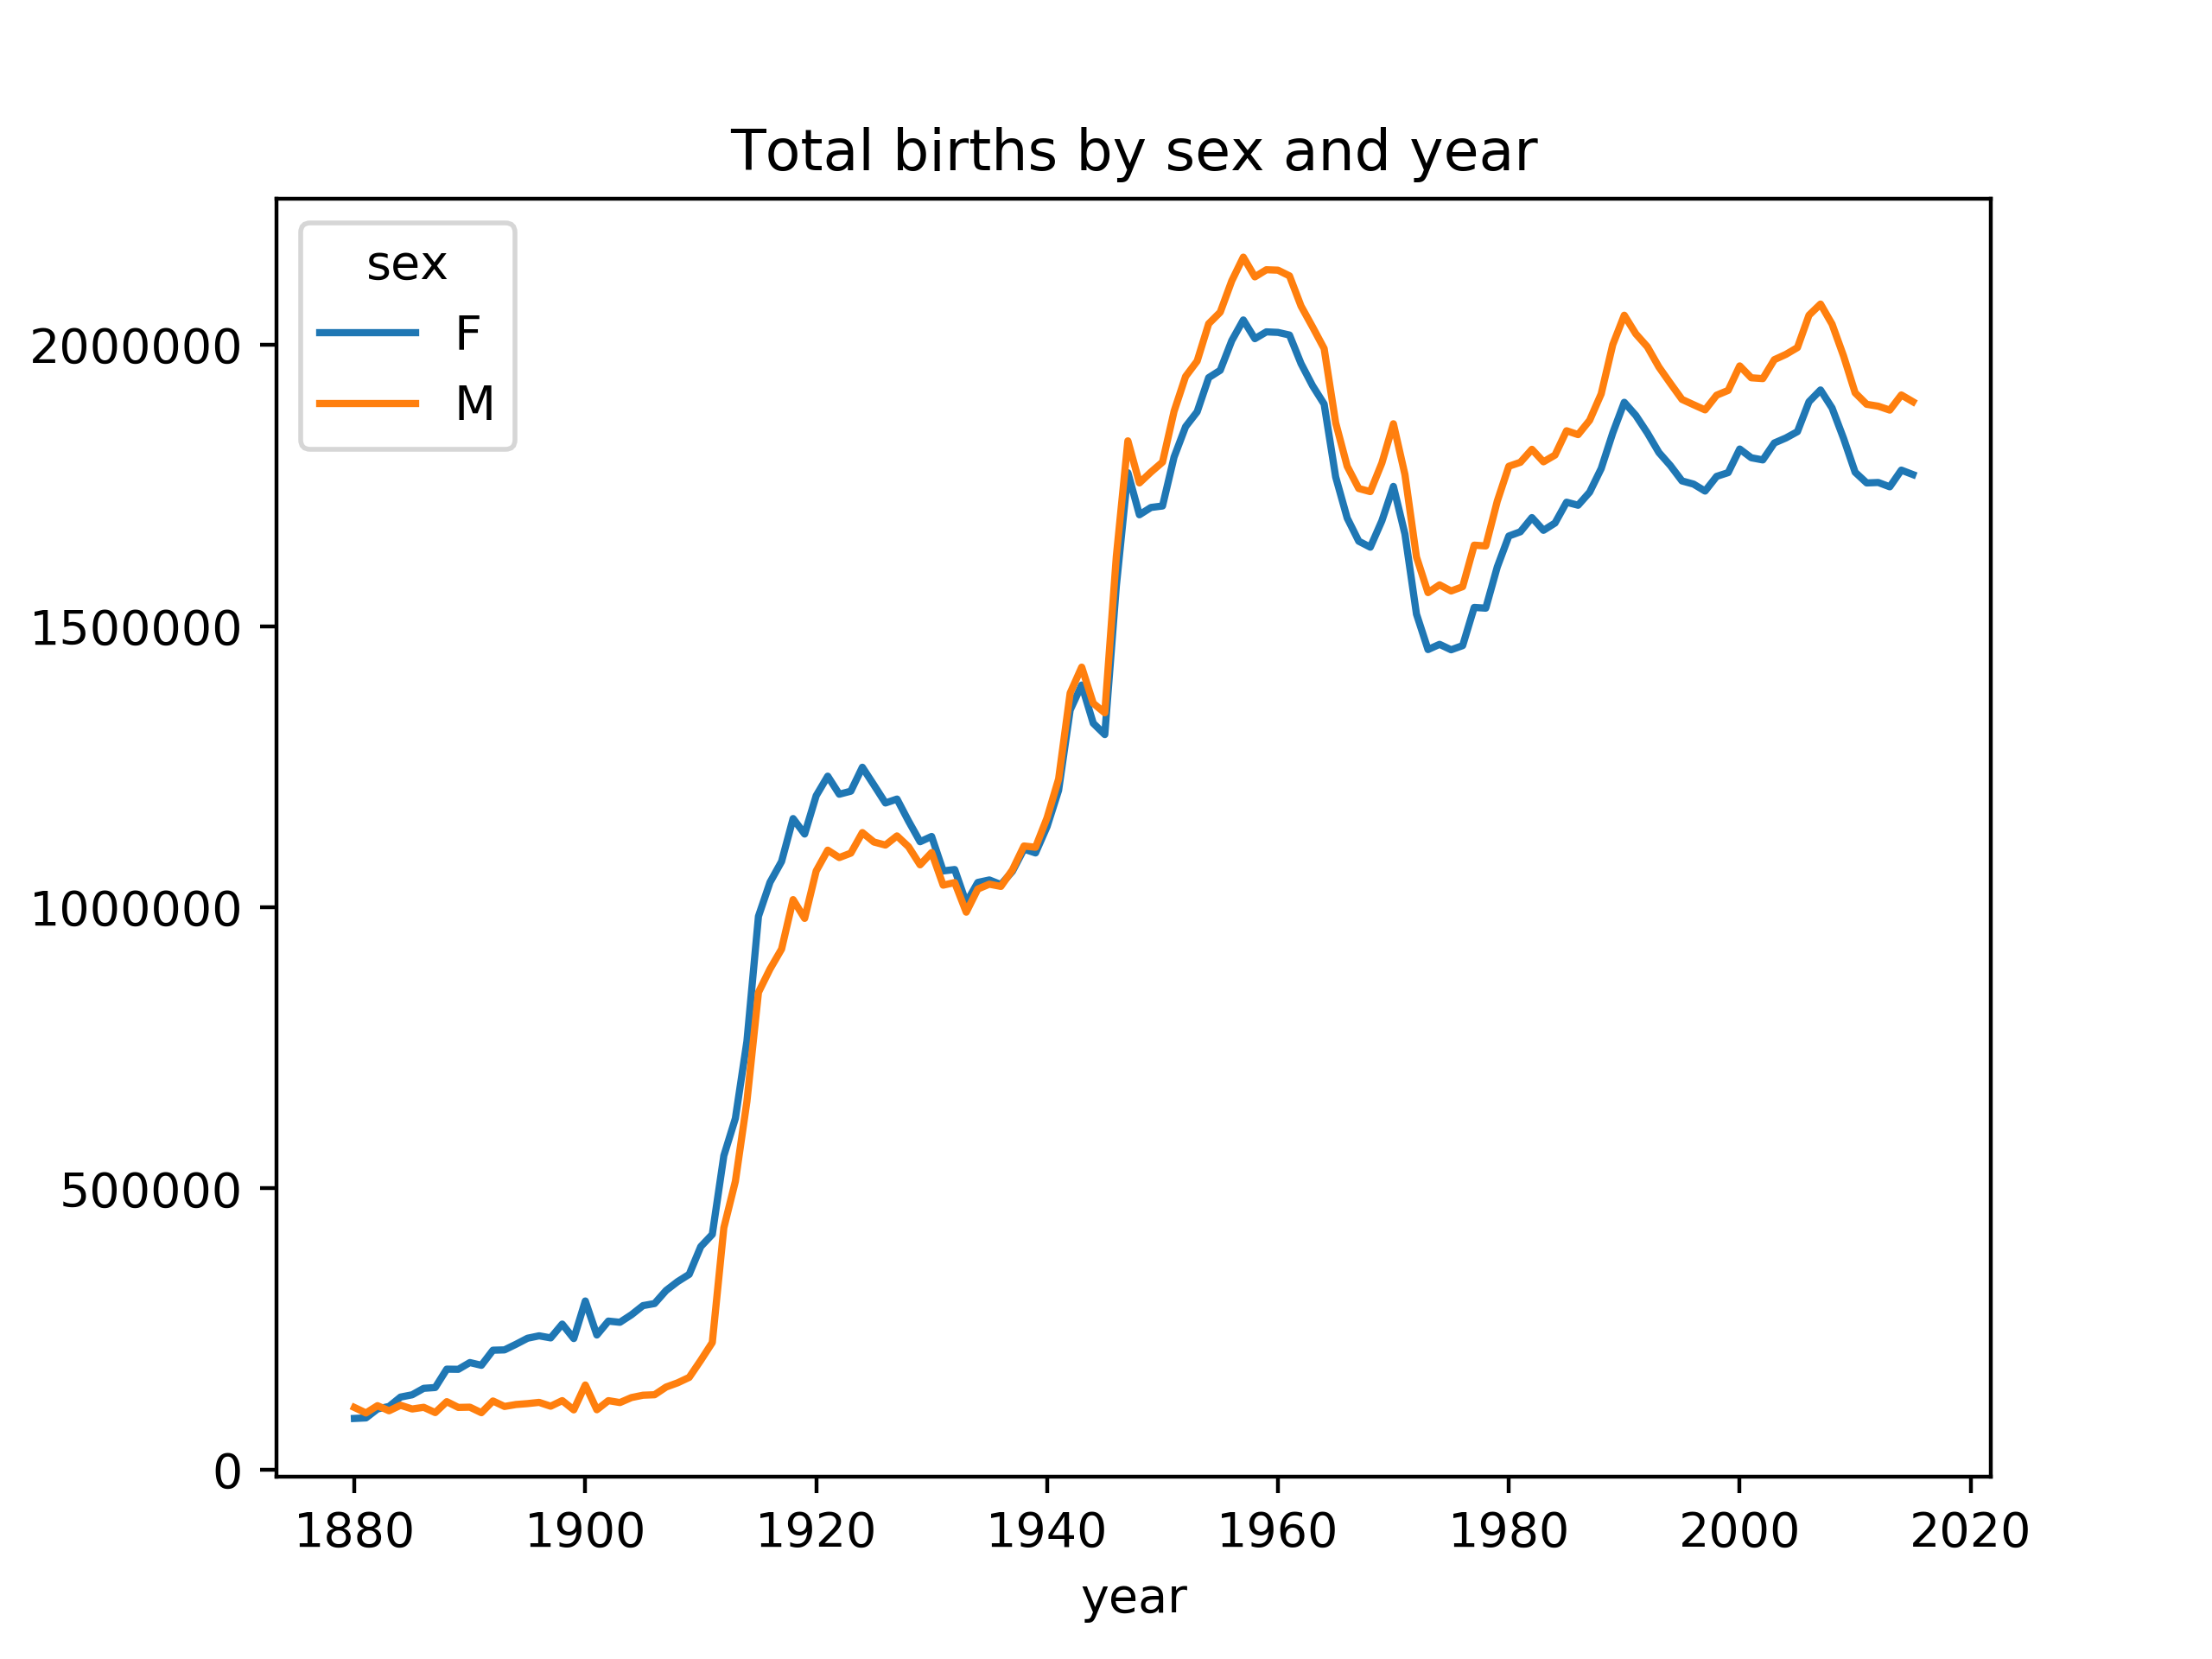 Total births by sex and year
sex
F
M
2000000
1500000
1000000
500000
0
1880 1900 1920 1940 1960 1980 2000 2020
year